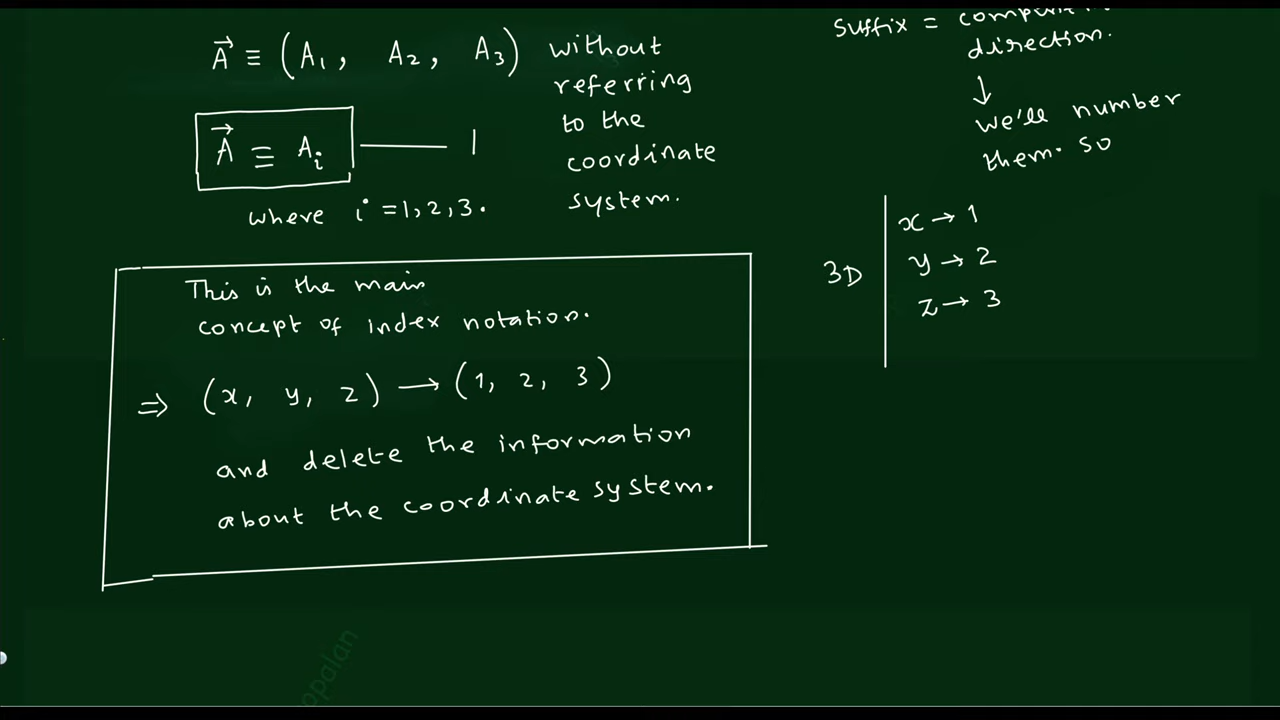 A⃗ ≡ (A₁, A₂, A₃) without
referring
to the
coordinate
system.
A⃗ ≡ Aᵢ —— 1
where i = 1, 2, 3.
This is the main
concept of index notation.
⇒ (x, y, z) → (1, 2, 3)
and delete the information
about the coordinate system.
suffix =
direction.
↓
we'll number
them. so
3D
x → 1
y → 2
z → 3
opalan